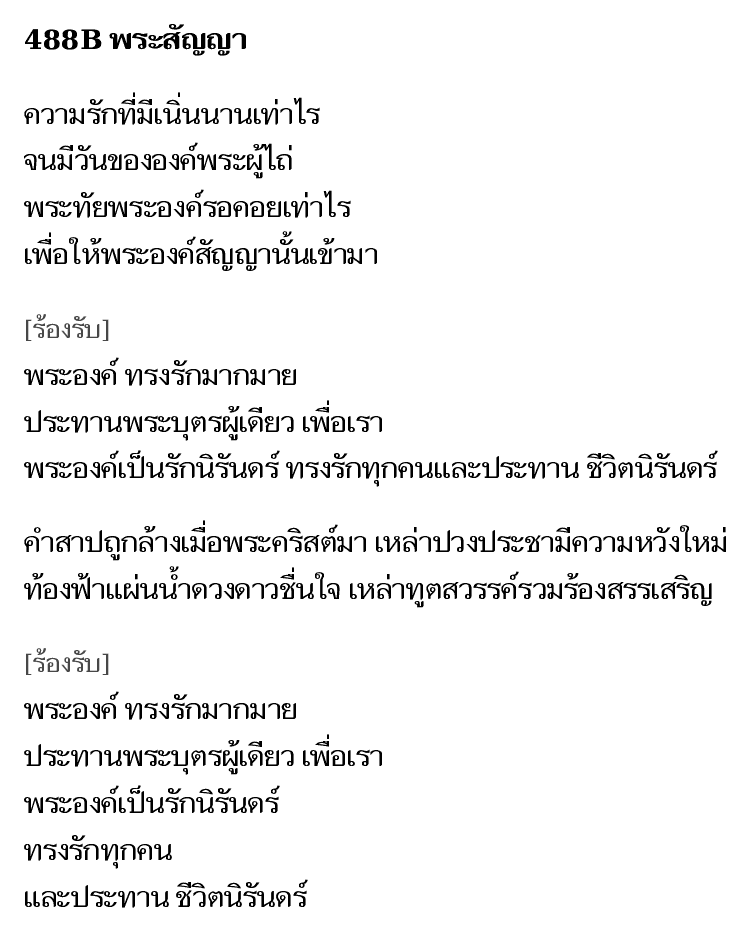 488B พระสัญญา
ความรักที่มีเนิ่นนานเท่าไร
จนมีวันขององค์พระผู้ไถ่
พระทัยพระองค์รอคอยเท่าไร
เพื่อให้พระองค์สัญญานั้นเข้ามา
[ร้องรับ]
พระองค์ ทรงรักมากมาย
ประทานพระบุตรผู้เดียว เพื่อเรา
พระองค์เป็นรักนิรันดร์ ทรงรักทุกคนและประทาน ชีวิตนิรันดร์
คำสาปถูกล้างเมื่อพระคริสต์มา เหล่าปวงประชามีความหวังใหม่
ท้องฟ้าแผ่นน้ำดวงดาวชื่นใจ เหล่าทูตสวรรค์รวมร้องสรรเสริญ
[ร้องรับ]
พระองค์ ทรงรักมากมาย
ประทานพระบุตรผู้เดียว เพื่อเรา
พระองค์เป็นรักนิรันดร์
ทรงรักทุกคน
และประทาน ชีวิตนิรันดร์